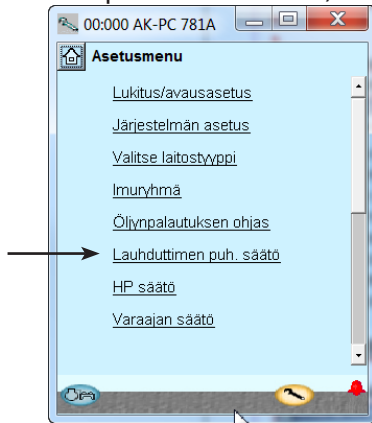 00:000 AK-PC 781A
Asetusmenu
Lukitus/avausasetus
Järjestelmän asetus
Valitse laitostyyppi
Imuryhmä
Öljynpalautuksen ohjas
Lauhduttimen puh. säätö
HP säätö
Varaajan säätö